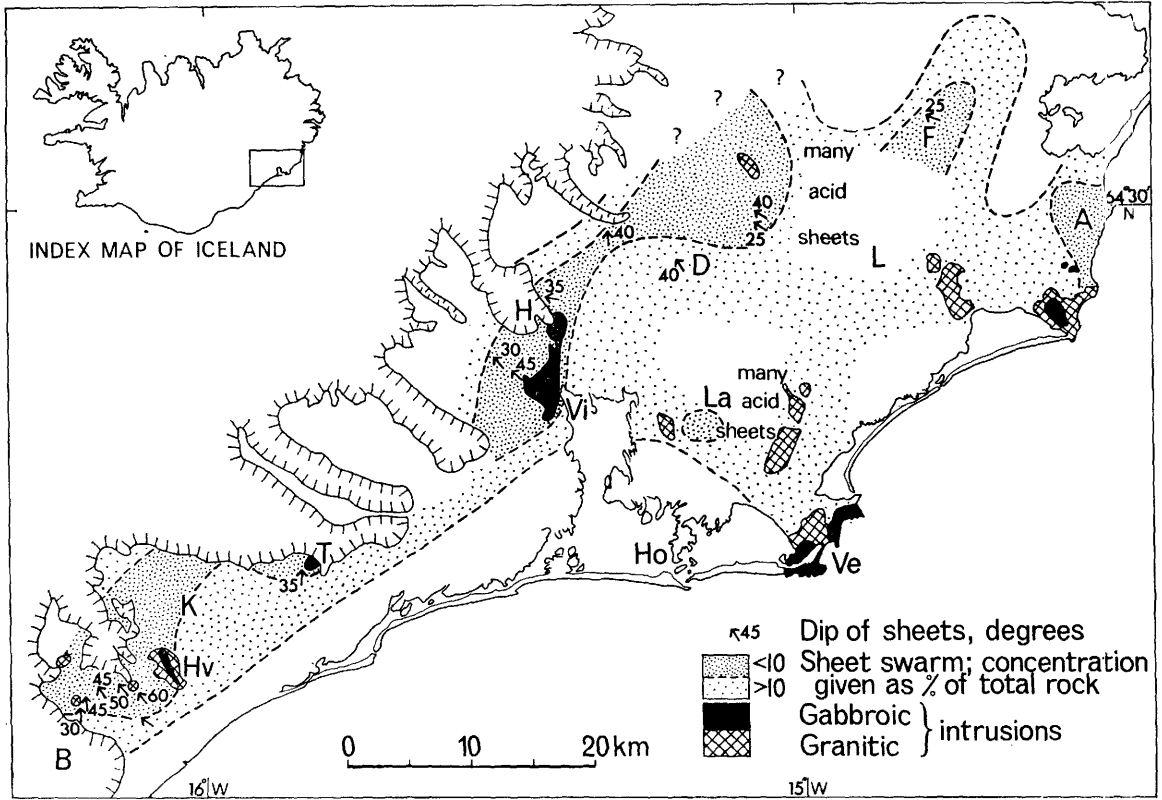 INDEX MAP OF ICELAND
?
?
?
25
F
many
acid
sheets
40
25
64°30'
N
A
40
D
40
L
35
H
30
45
Vi
many
La acid
sheets
T
35
Ho
Ve
K
Hv
45
50
60
45
30
B
45 Dip of sheets, degrees
<10 Sheet swarm; concentration
>10 given as % of total rock
Gabbroic
Granitic
} intrusions
0 10 20 km
16° W
15° W